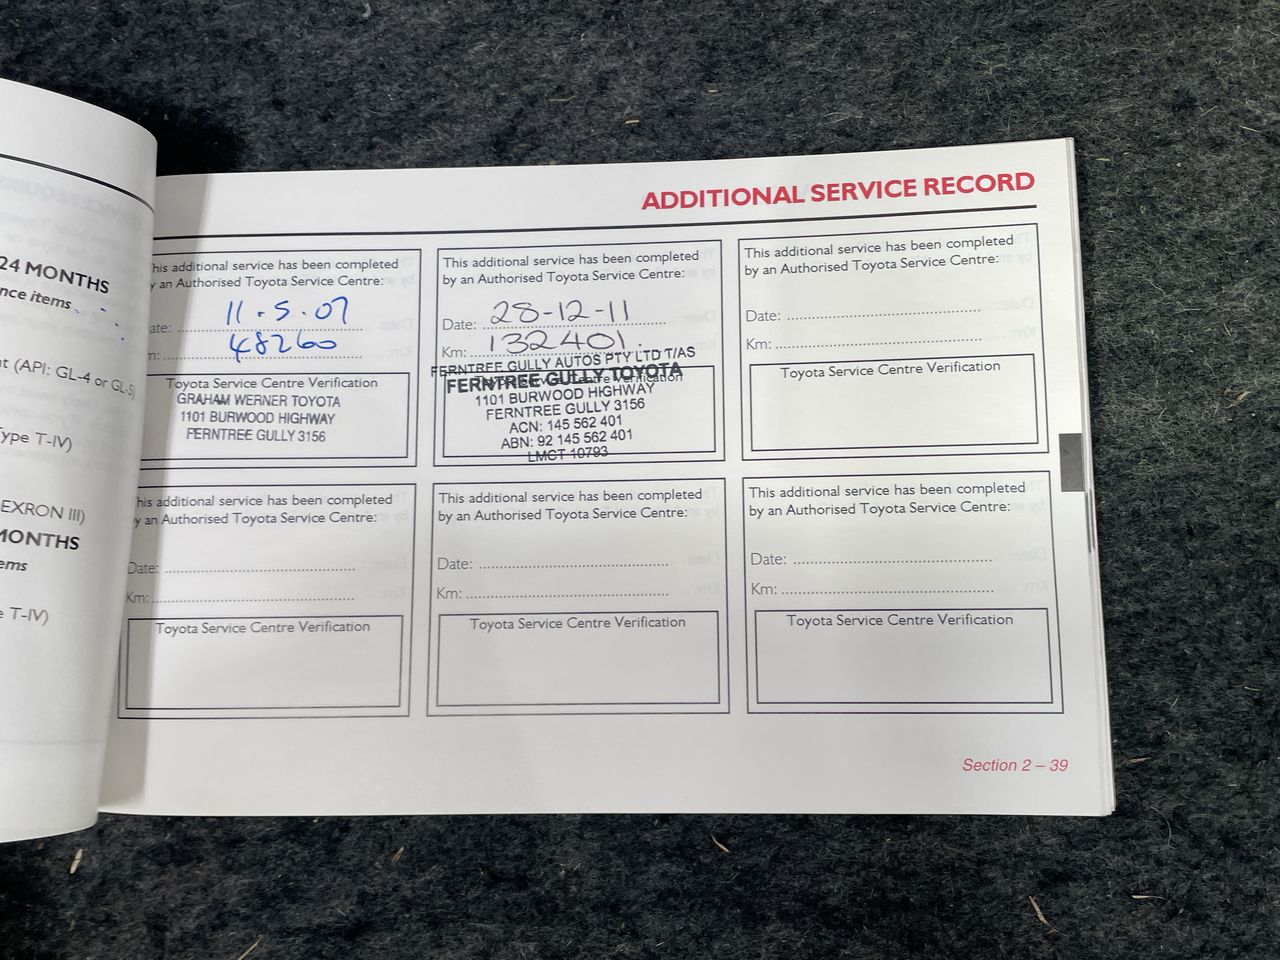 24 MONTHS
nce items
nt (API: GL-4 or GL-5)
Type T-IV)
EXRON III)
MONTHS
ems
e T-IV)
ADDITIONAL SERVICE RECORD
his additional service has been completed
y an Authorised Toyota Service Centre:
ate: 11.5.07
m: 48260
Toyota Service Centre Verification
GRAHAM WERNER TOYOTA
1101 BURWOOD HIGHWAY
FERNTREE GULLY 3156
This additional service has been completed
by an Authorised Toyota Service Centre:
Date: 28-12-11
Km: 132401.
FERNTREE GULLY AUTOS PTY LTD T/AS
Toyota Service Centre Verification
FERNTREE GULLY TOYOTA
1101 BURWOOD HIGHWAY
FERNTREE GULLY 3156
ACN: 145 562 401
ABN: 92 145 562 401
LMCT 10793
This additional service has been completed
by an Authorised Toyota Service Centre:
Date:
Km:
Toyota Service Centre Verification
his additional service has been completed
y an Authorised Toyota Service Centre:
Date:
Km:
Toyota Service Centre Verification
This additional service has been completed
by an Authorised Toyota Service Centre:
Date:
Km:
Toyota Service Centre Verification
This additional service has been completed
by an Authorised Toyota Service Centre:
Date:
Km:
Toyota Service Centre Verification
Section 2 – 39